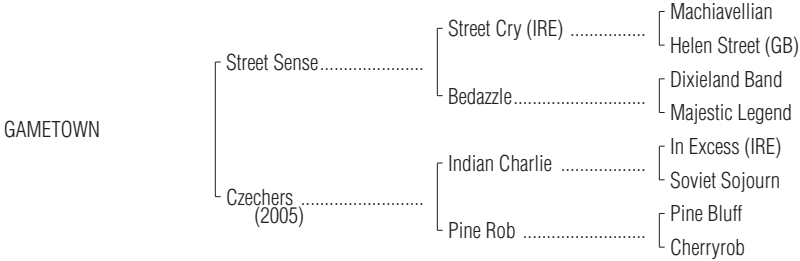 Machiavellian
Street Cry (IRE) ................
Helen Street (GB)
Street Sense......................
Dixieland Band
Bedazzle............................
Majestic Legend
GAMETOWN
In Excess (IRE)
Indian Charlie ..................
Soviet Sojourn
Czechers ..........................
(2005)
Pine Bluff
Pine Rob ..........................
Cherryrob